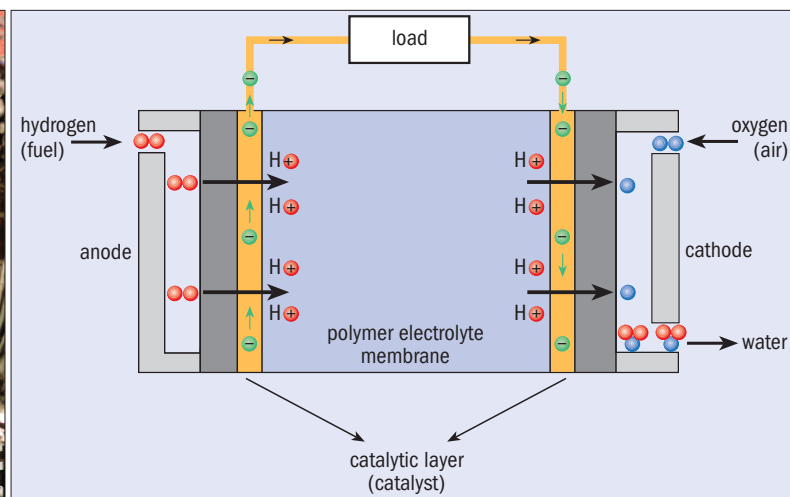 load
hydrogen
(fuel)
oxygen
(air)
H +
H +
H +
H +
anode
cathode
H +
H +
H +
H +
polymer electrolyte
membrane
water
catalytic layer
(catalyst)